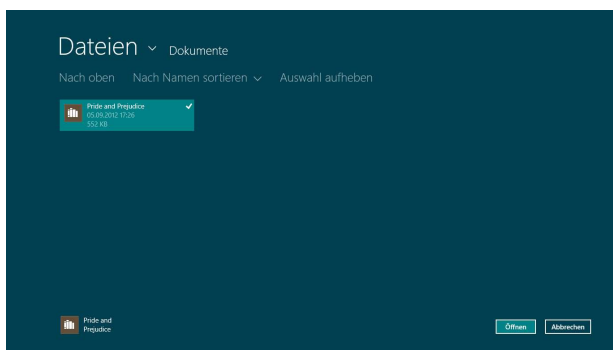 Dateien Dokumente
Nach oben Nach Namen sortieren Auswahl aufheben
Pride and Prejudice
05.09.2012 17:26
552 KB
Pride and
Prejudice
Öffnen Abbrechen